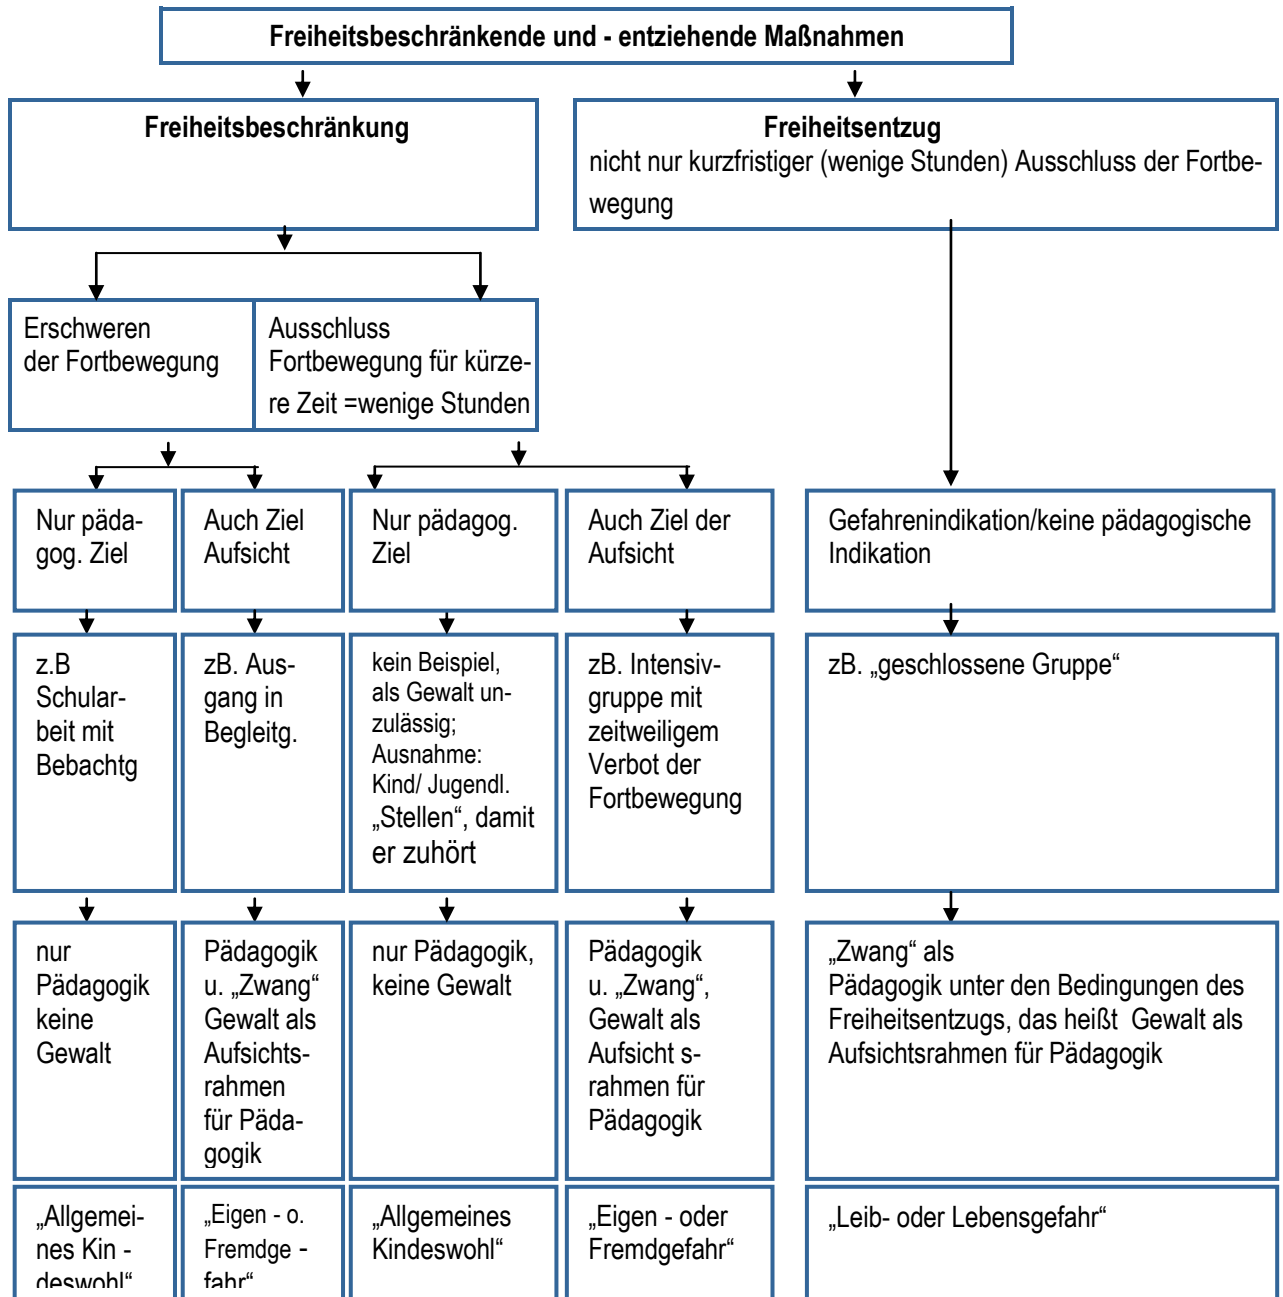 Freiheitsbeschränkende und - entziehende Maßnahmen
Freiheitsbeschränkung
Freiheitsentzug
nicht nur kurzfristiger (wenige Stunden) Ausschluss der Fortbe-
wegung
Erschweren
der Fortbewegung
Ausschluss
Fortbewegung für kürze-
re Zeit =wenige Stunden
Nur päda-
gog. Ziel
Auch Ziel
Aufsicht
Nur pädagog.
Ziel
Auch Ziel der
Aufsicht
Gefahrenindikation/keine pädagogische
Indikation
z.B
Schular-
beit mit
Bebachtg
zB. Aus-
gang in
Begleitg.
kein Beispiel,
als Gewalt un-
zulässig;
Ausnahme:
Kind/ Jugendl.
„Stellen“, damit
er zuhört
zB. Intensiv-
gruppe mit
zeitweiligem
Verbot der
Fortbewegung
zB. „geschlossene Gruppe“
nur
Pädagogik
keine
Gewalt
Pädagogik
u. „Zwang“
Gewalt als
Aufsichts-
rahmen
für Päda-
gogik
nur Pädagogik,
keine Gewalt
Pädagogik
u. „Zwang“,
Gewalt als
Aufsicht s-
rahmen für
Pädagogik
„Zwang“ als
Pädagogik unter den Bedingungen des
Freiheitsentzugs, das heißt Gewalt als
Aufsichtsrahmen für Pädagogik
„Allgemei-
nes Kin -
deswohl“
„Eigen - o.
Fremdge -
fahr“
„Allgemeines
Kindeswohl“
„Eigen - oder
Fremdgefahr“
„Leib- oder Lebensgefahr“